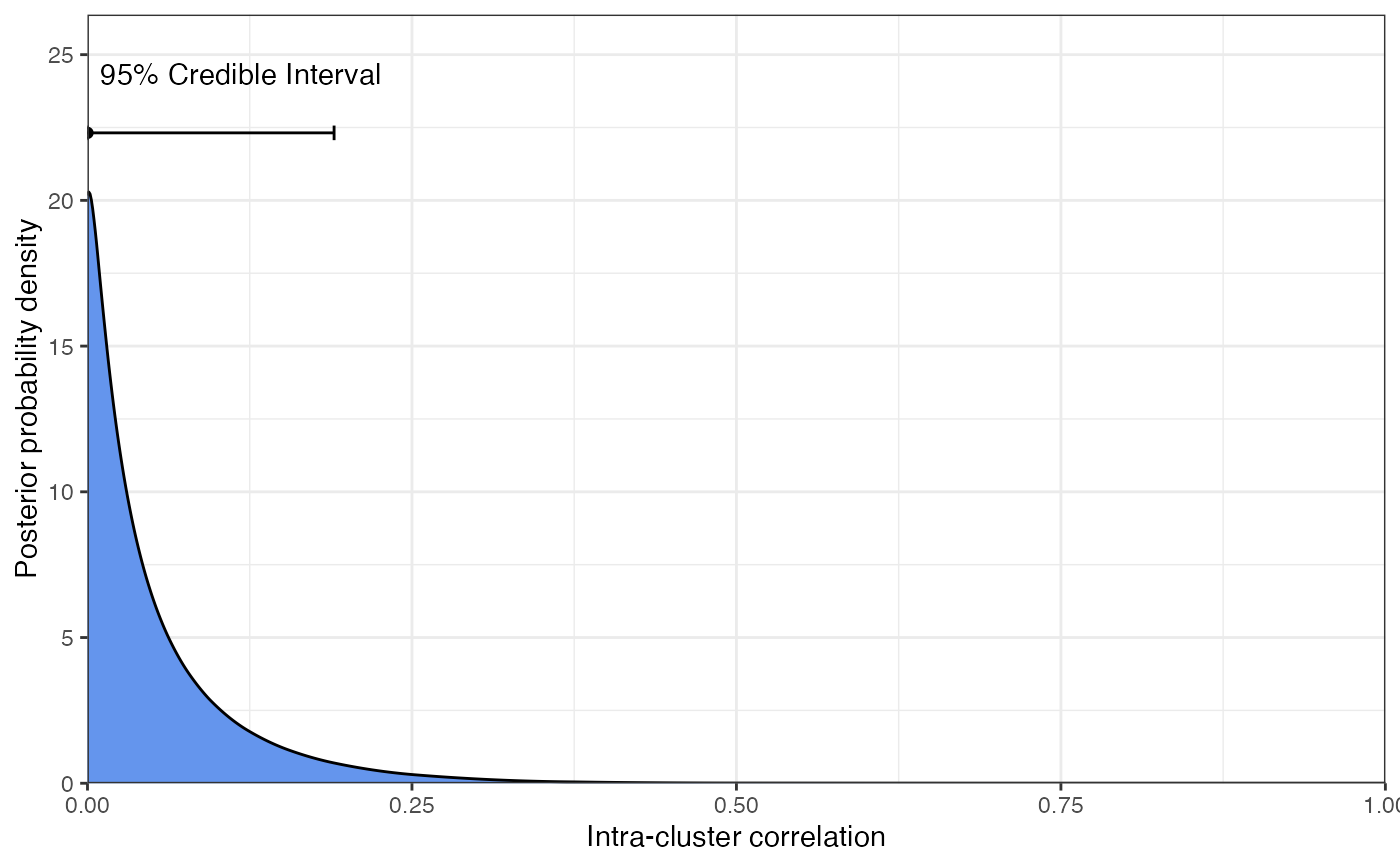 25
95% Credible Interval
20
15
10
5
0
Posterior probability density
0.00 0.25 0.50 0.75 1.00
Intra-cluster correlation